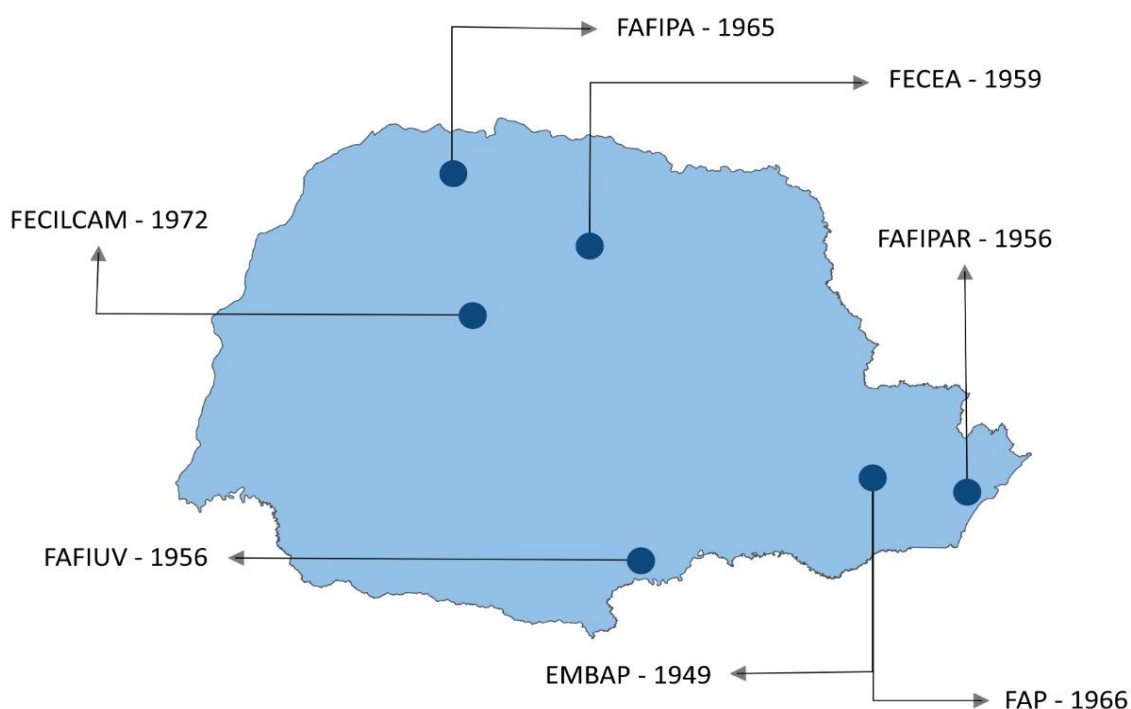 FAFIPA - 1965
FECEA - 1959
FECILCAM - 1972
FAFIPAR - 1956
FAFIUV - 1956
EMBAP - 1949
FAP - 1966